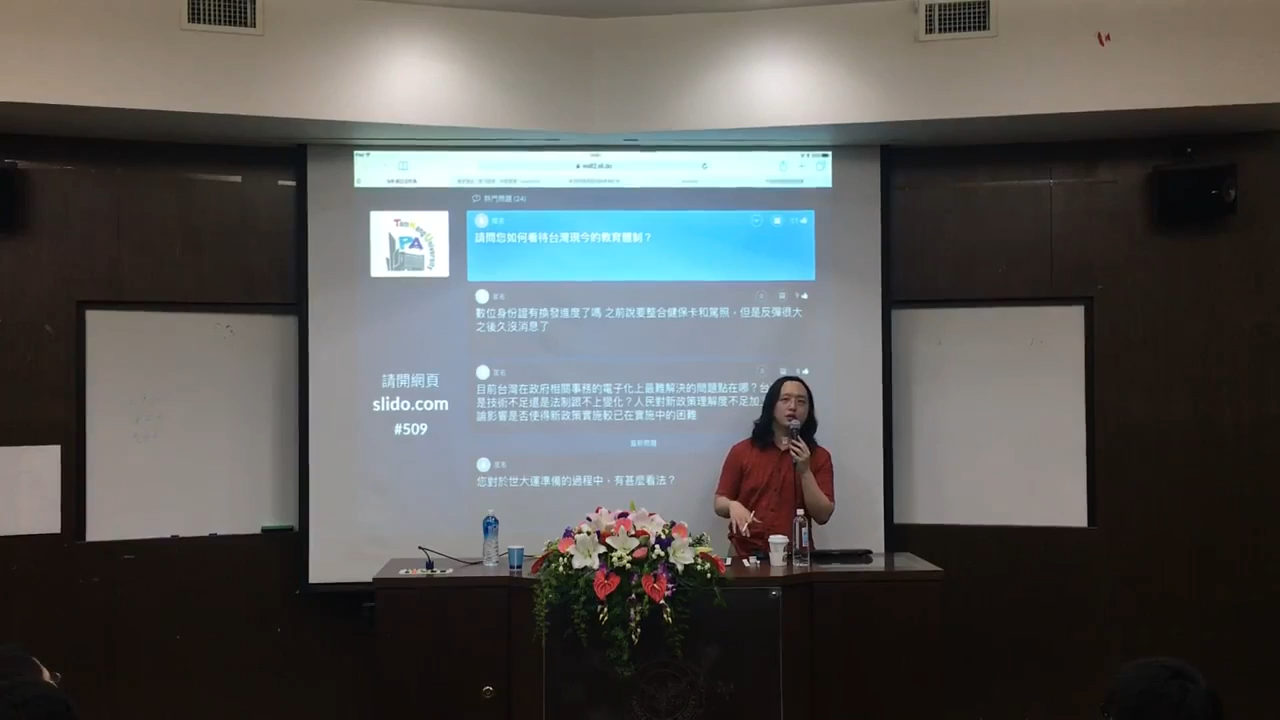 熱門問題 (24)
Tamkang University
PA
匿名
請問您如何看待台灣現今的教育體制？
匿名
數位身份證有換發進度了嗎 之前說要整合健保卡和駕照，但是反彈很大
之後久沒消息了
匿名
目前台灣在政府相關事務的電子化上最難解決的問題點在哪？台
是技術不足還是法制跟不上變化？人民對新政策理解度不足加
論影響是否使得新政策實施較已在實施中的困難
最新問題
匿名
您對於世大運準備的過程中，有甚麼看法？
請開網頁
slido.com
#509